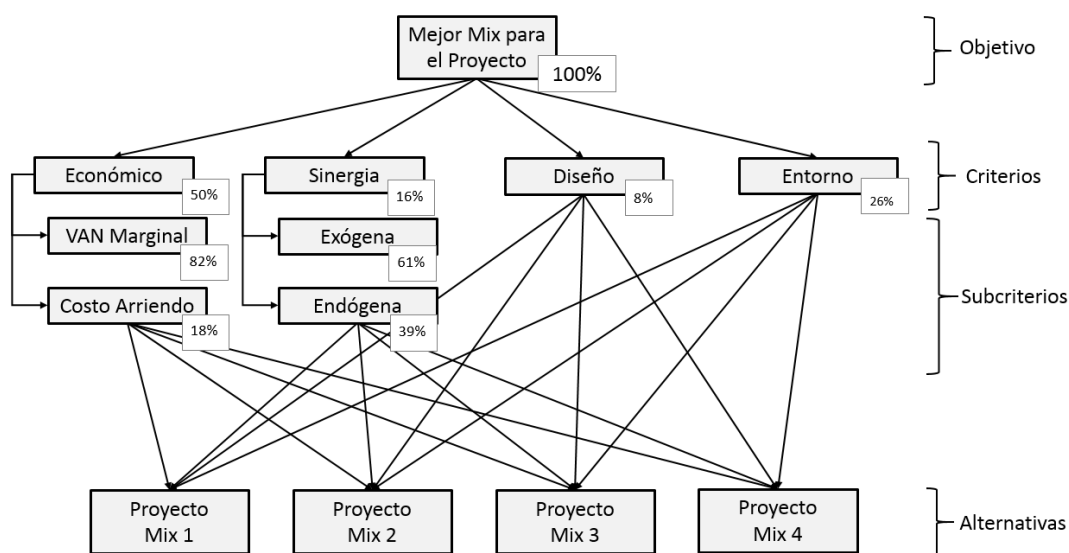 Mejor Mix para
el Proyecto
100%
Objetivo
Económico
50%
Sinergia
16%
Diseño
8%
Entorno
26%
Criterios
VAN Marginal
82%
Exógena
61%
Costo Arriendo
18%
Endógena
39%
Subcriterios
Proyecto
Mix 1
Proyecto
Mix 2
Proyecto
Mix 3
Proyecto
Mix 4
Alternativas